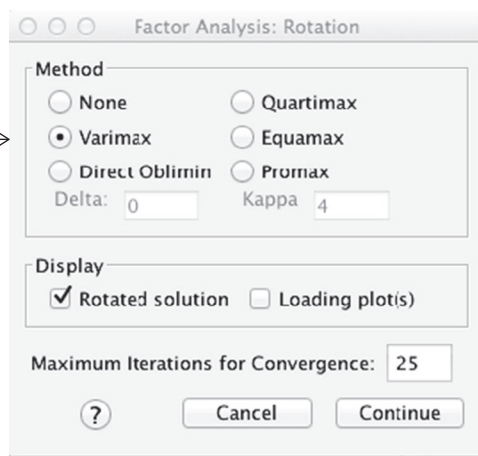 Factor Analysis: Rotation
Method
None Quartimax
Varimax Equamax
Direct Oblimin Promax
Delta: 0 Kappa 4
Display
Rotated solution Loading plot(s)
Maximum Iterations for Convergence: 25
? Cancel Continue